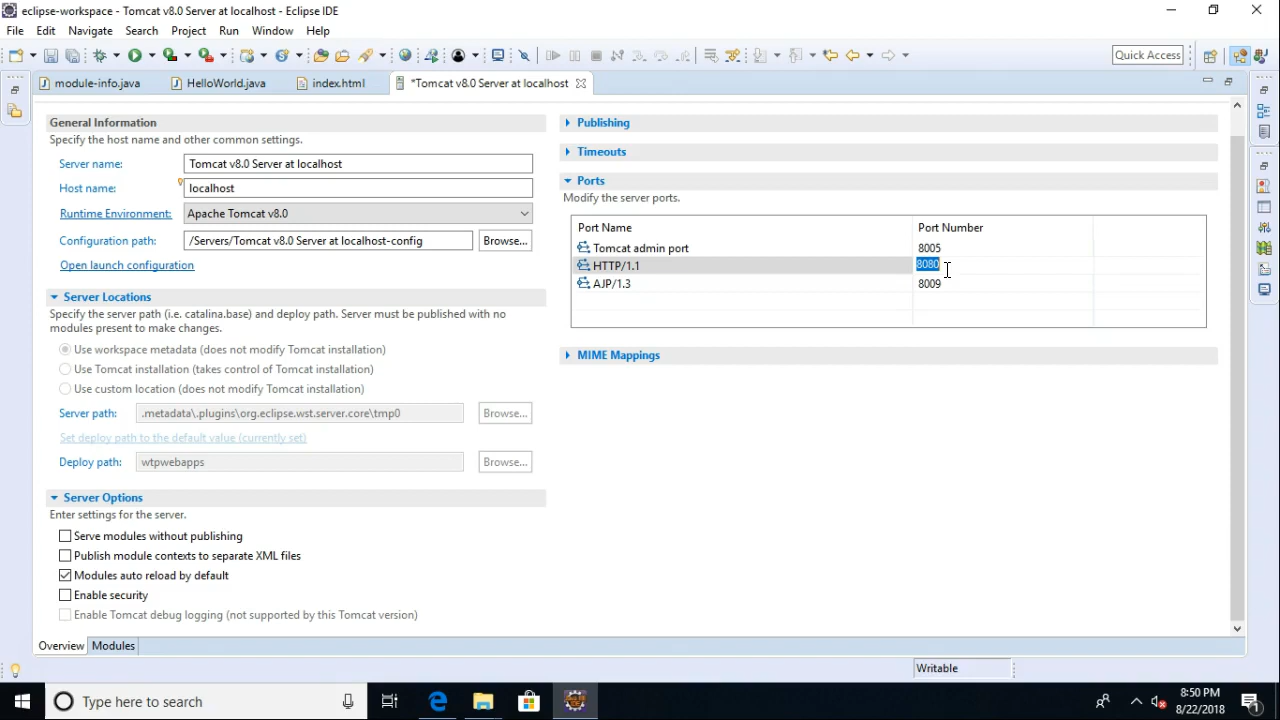 eclipse-workspace - Tomcat v8.0 Server at localhost - Eclipse IDE
File Edit Navigate Search Project Run Window Help
Quick Access
module-info.java HelloWorld.java index.html *Tomcat v8.0 Server at localhost
General Information
Specify the host name and other common settings.
Server name: Tomcat v8.0 Server at localhost
Host name: localhost
Runtime Environment: Apache Tomcat v8.0
Configuration path: /Servers/Tomcat v8.0 Server at localhost-config Browse...
Open launch configuration
Server Locations
Specify the server path (i.e. catalina.base) and deploy path. Server must be published with no
modules present to make changes.
Use workspace metadata (does not modify Tomcat installation)
Use Tomcat installation (takes control of Tomcat installation)
Use custom location (does not modify Tomcat installation)
Server path: .metadata\.plugins\org.eclipse.wst.server.core\tmp0 Browse...
Set deploy path to the default value (currently set)
Deploy path: wtpwebapps Browse...
Server Options
Enter settings for the server.
Serve modules without publishing
Publish module contexts to separate XML files
Modules auto reload by default
Enable security
Enable Tomcat debug logging (not supported by this Tomcat version)
Publishing
Timeouts
Ports
Modify the server ports.
Port Name Port Number
Tomcat admin port 8005
HTTP/1.1 8080
AJP/1.3 8009
MIME Mappings
Overview Modules
Writable
Type here to search
8:50 PM
8/22/2018
1